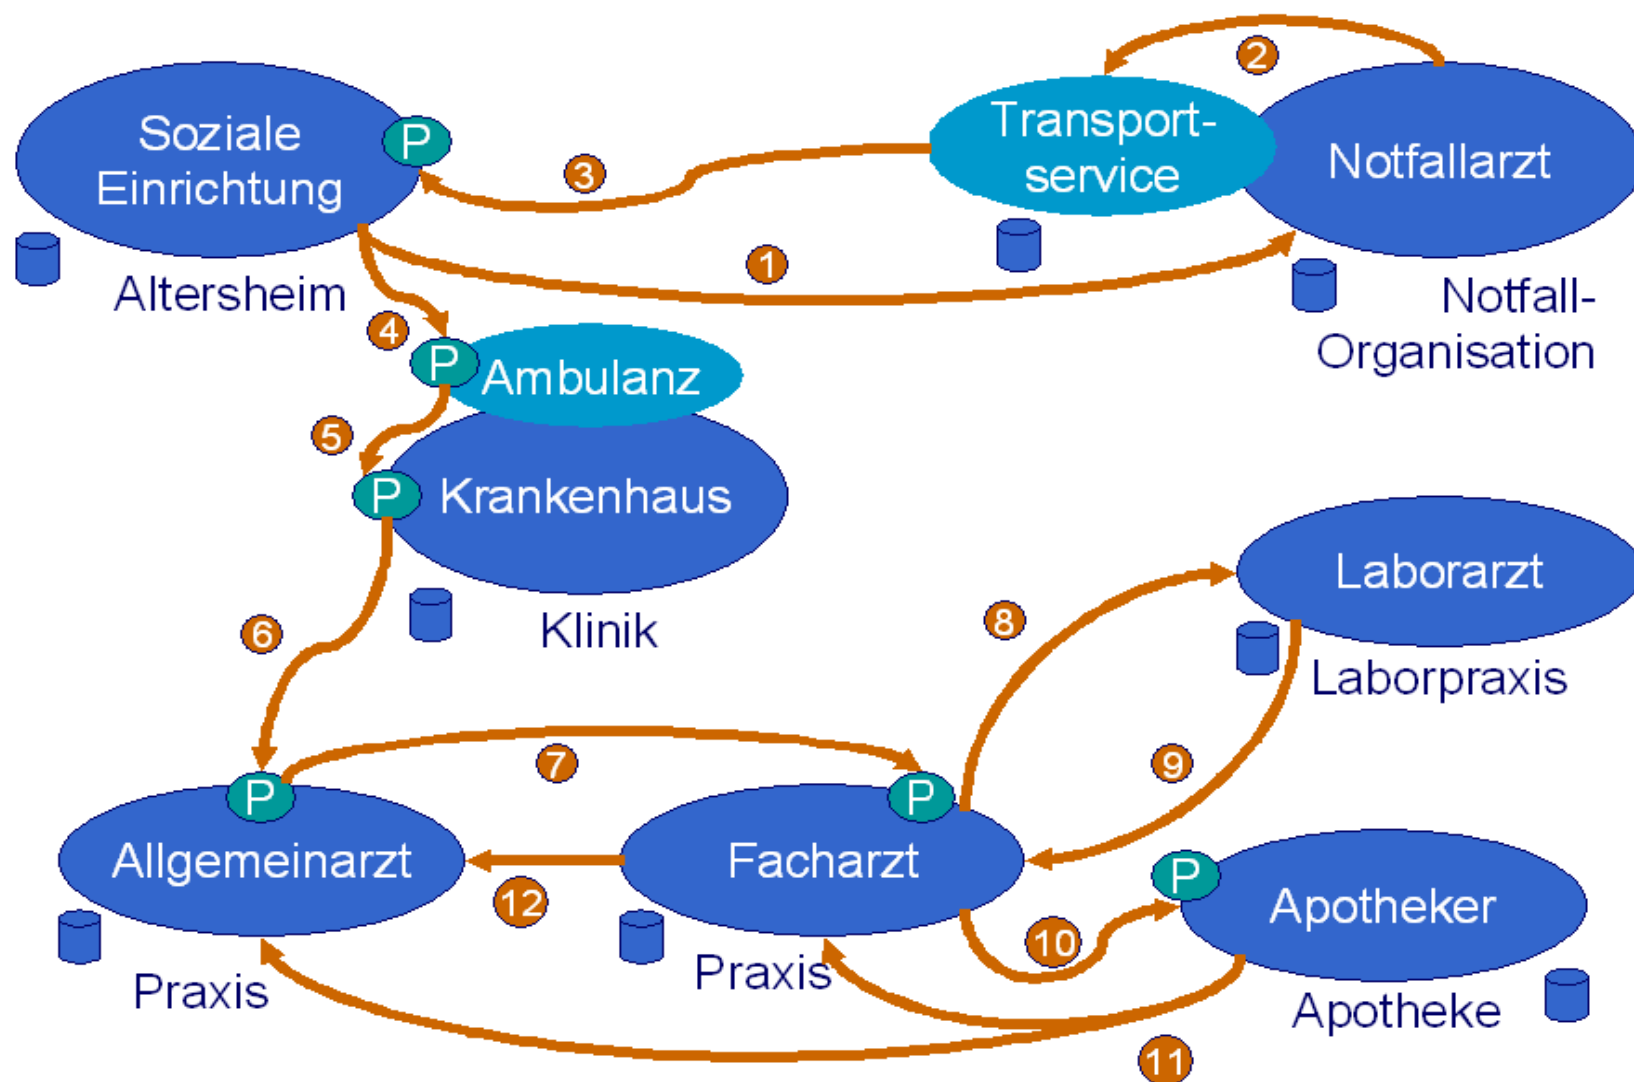 2
Soziale
Einrichtung
P
Transport-
service
Notfallarzt
3
1
Altersheim
Notfall-
Organisation
4
P
Ambulanz
5
P
Krankenhaus
Laborarzt
6
Klinik
8
Laborpraxis
7
9
P
P
Allgemeinarzt
Facharzt
P
Apotheker
12
10
Praxis
Praxis
Apotheke
11